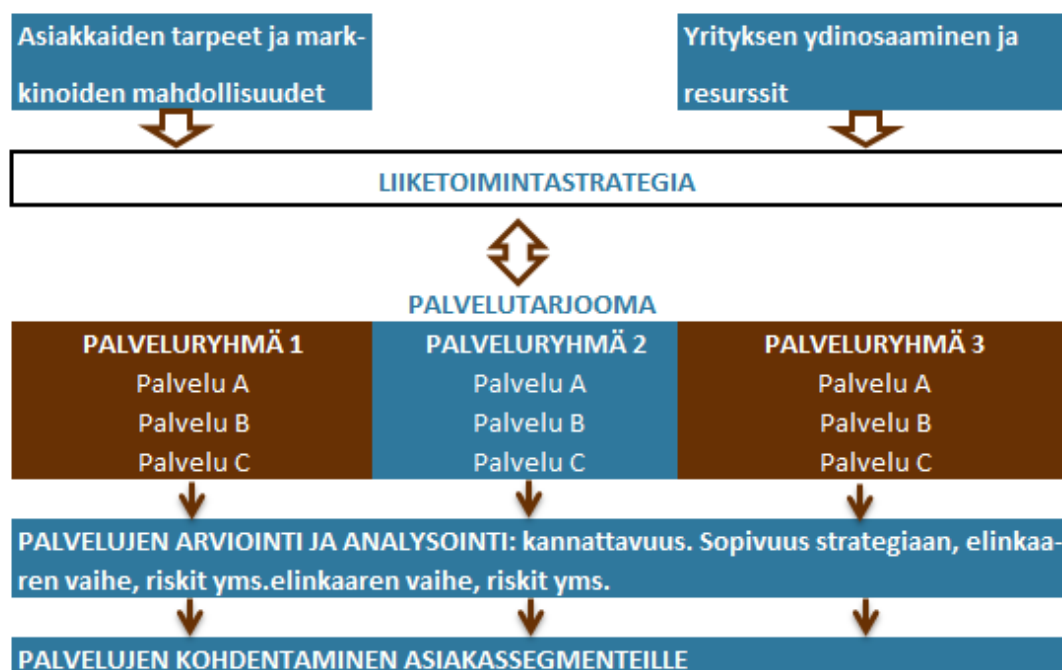 Asiakkaiden tarpeet ja mark-
kinoiden mahdollisuudet
Yrityksen ydinosaaminen ja
resurssit
LIIKETOIMINTASTRATEGIA
PALVELUTARJOOMA
PALVELURYHMÄ 1
Palvelu A
Palvelu B
Palvelu C
PALVELURYHMÄ 2
Palvelu A
Palvelu B
Palvelu C
PALVELURYHMÄ 3
Palvelu A
Palvelu B
Palvelu C
PALVELUJEN ARVIOINTI JA ANALYSOINTI: kannattavuus. Sopivuus strategiaan, elinkaa-
ren vaihe, riskit yms.elinkaaren vaihe, riskit yms.
PALVELUJEN KOHDENTAMINEN ASIAKASSEGMENTEILLE